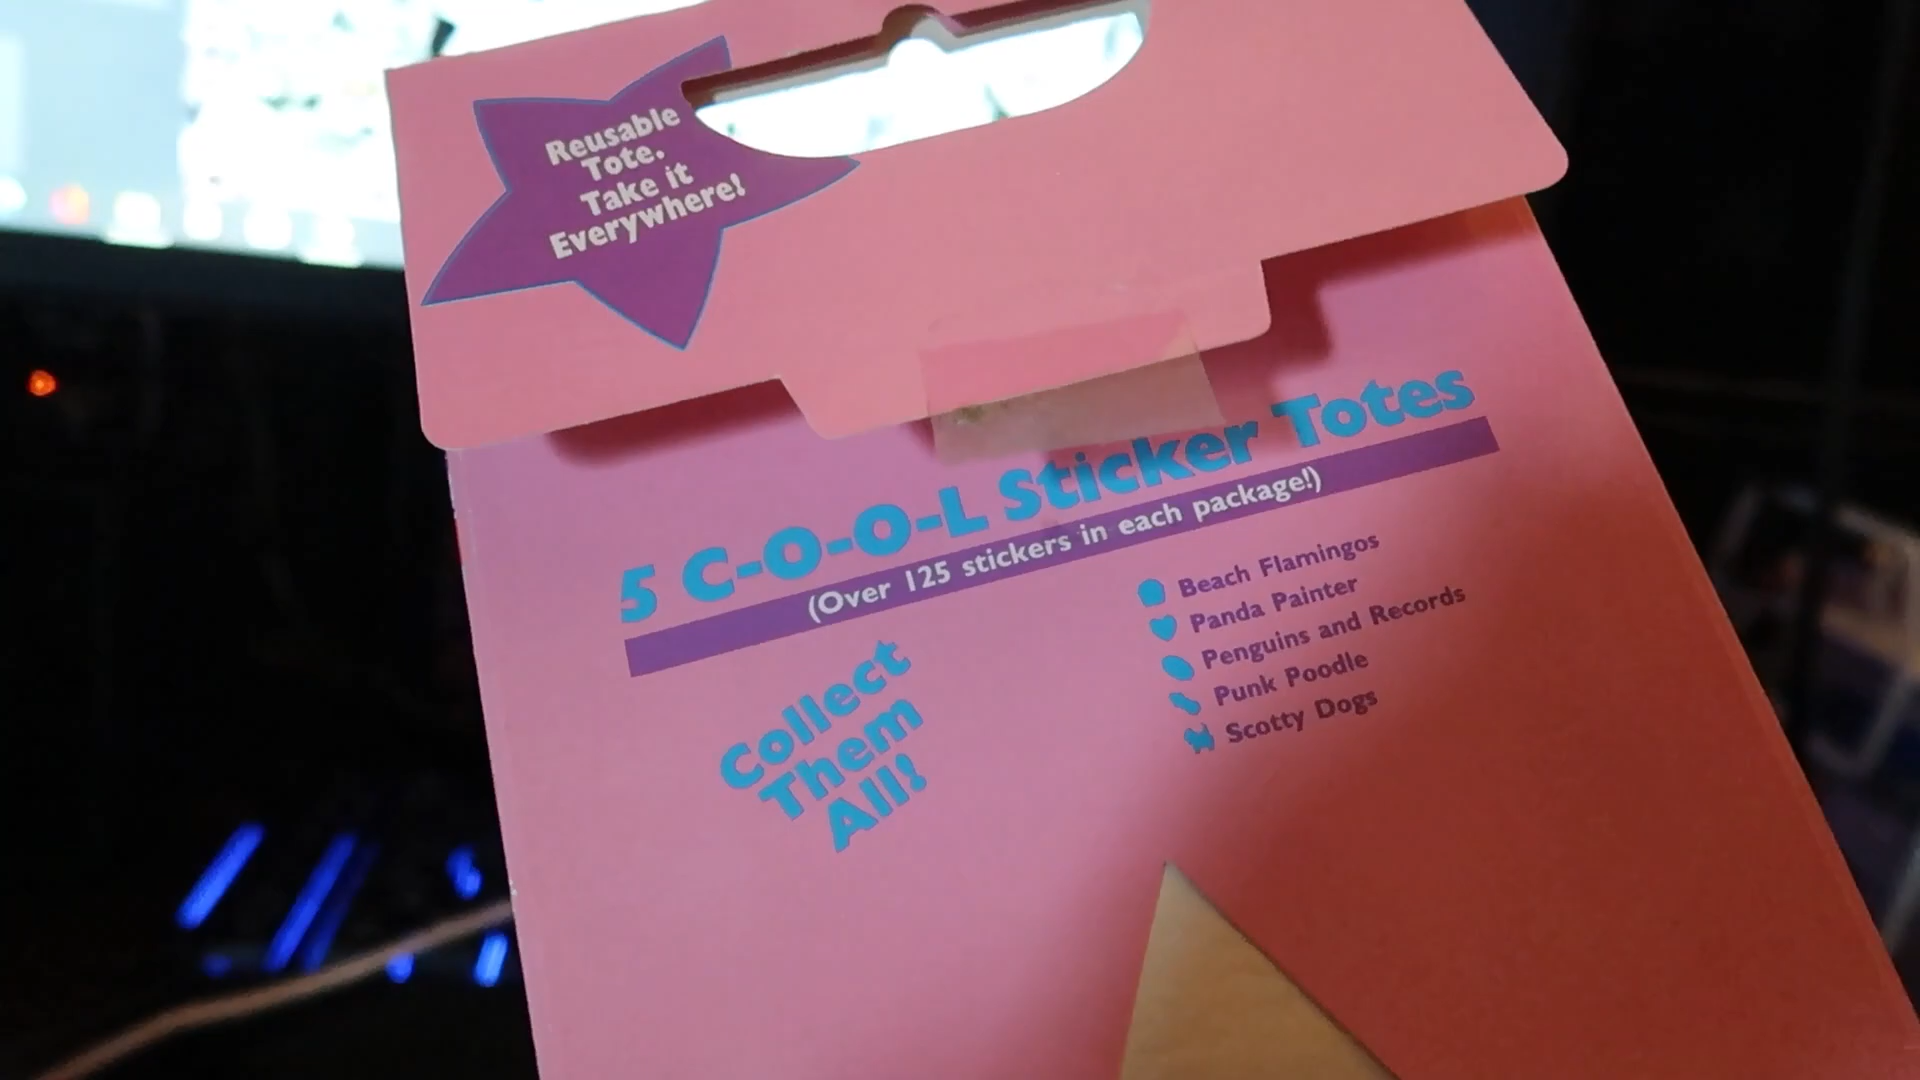 Reusable
Tote.
Take it
Everywhere!
5 C-O-O-L Sticker Totes
(Over 125 stickers in each package!)
Collect
Them
All!
Beach Flamingos
Panda Painter
Penguins and Records
Punk Poodle
Scotty Dogs